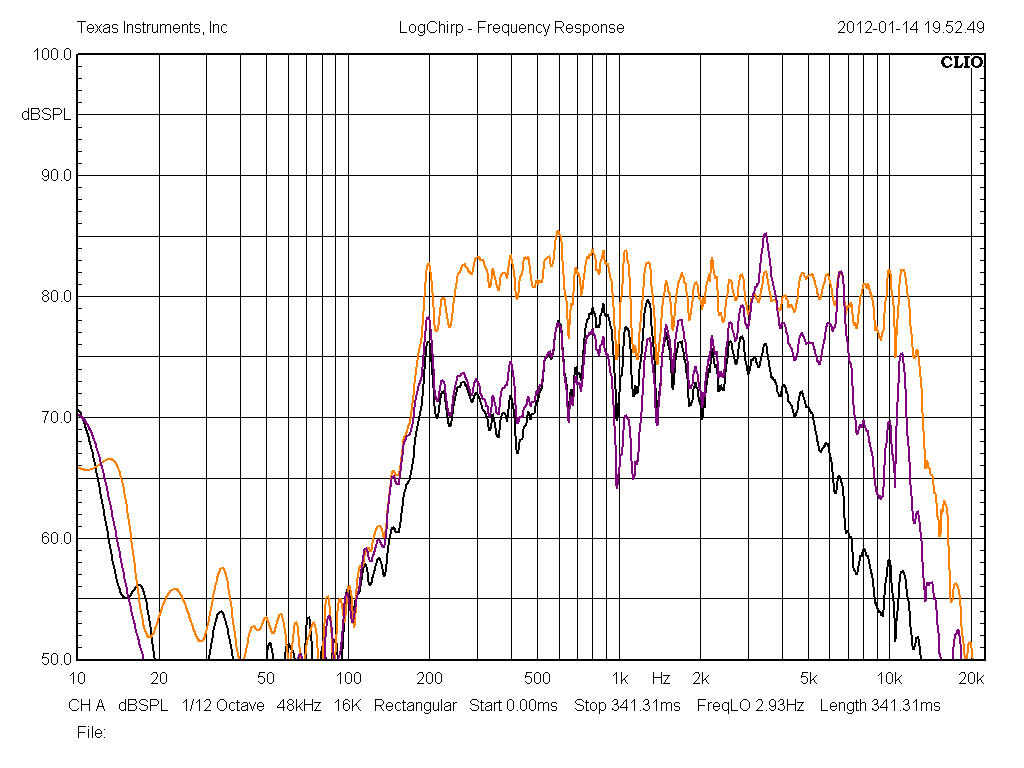 Texas Instruments, Inc LogChirp - Frequency Response 2012-01-14 19.52.49
100.0
CLIO
dBSPL
90.0
80.0
70.0
60.0
50.0
10 20 50 100 200 500 1k Hz 2k 5k 10k 20k
CH A dBSPL 1/12 Octave 48kHz 16K Rectangular Start 0.00ms Stop 341.31ms FreqLO 2.93Hz Length 341.31ms
File: